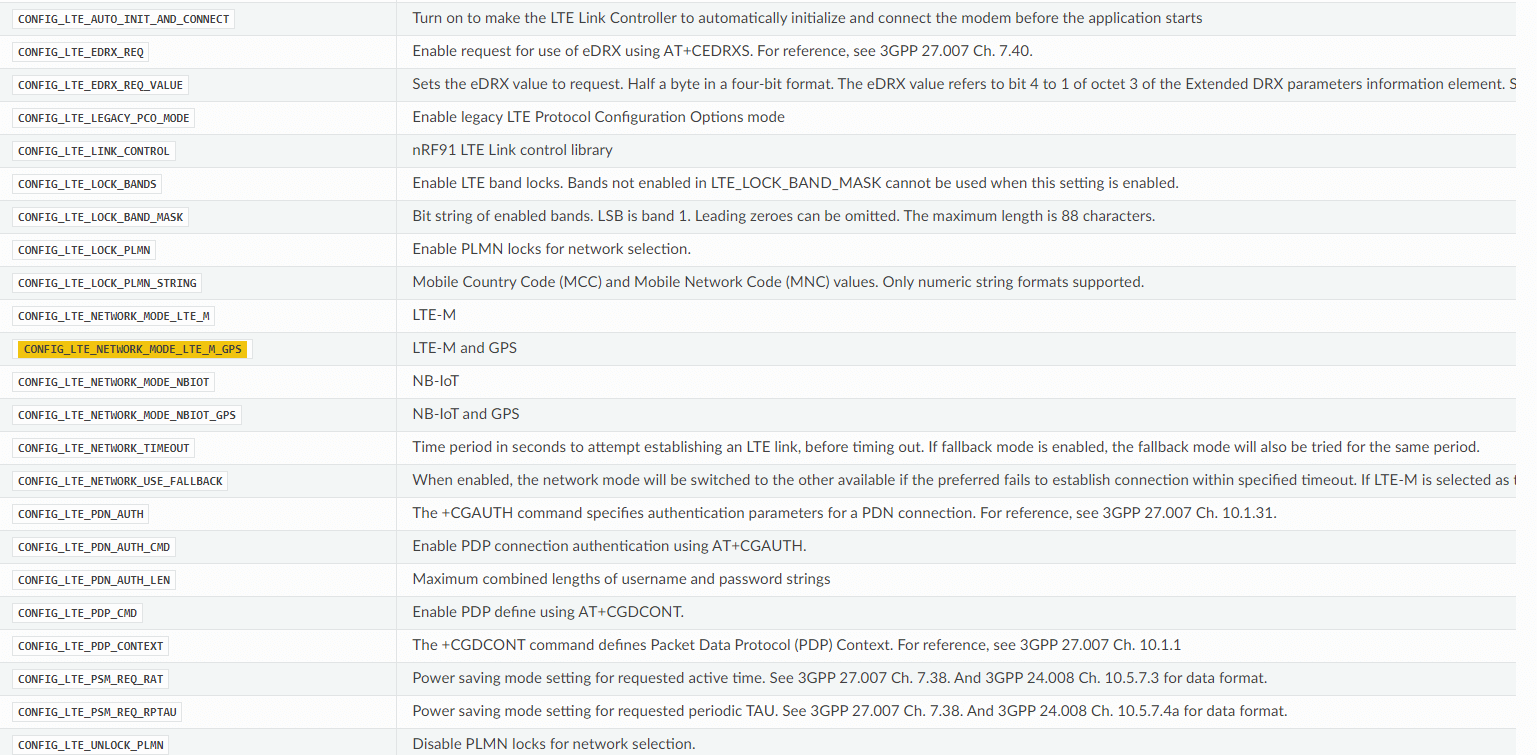 CONFIG_LTE_AUTO_INIT_AND_CONNECT Turn on to make the LTE Link Controller to automatically initialize and connect the modem before the application starts
CONFIG_LTE_EDRX_REQ Enable request for use of eDRX using AT+CEDRXS. For reference, see 3GPP 27.007 Ch. 7.40.
CONFIG_LTE_EDRX_REQ_VALUE Sets the eDRX value to request. Half a byte in a four-bit format. The eDRX value refers to bit 4 to 1 of octet 3 of the Extended DRX parameters information element. S
CONFIG_LTE_LEGACY_PCO_MODE Enable legacy LTE Protocol Configuration Options mode
CONFIG_LTE_LINK_CONTROL nRF91 LTE Link control library
CONFIG_LTE_LOCK_BANDS Enable LTE band locks. Bands not enabled in LTE_LOCK_BAND_MASK cannot be used when this setting is enabled.
CONFIG_LTE_LOCK_BAND_MASK Bit string of enabled bands. LSB is band 1. Leading zeroes can be omitted. The maximum length is 88 characters.
CONFIG_LTE_LOCK_PLMN Enable PLMN locks for network selection.
CONFIG_LTE_LOCK_PLMN_STRING Mobile Country Code (MCC) and Mobile Network Code (MNC) values. Only numeric string formats supported.
CONFIG_LTE_NETWORK_MODE_LTE_M LTE-M
CONFIG_LTE_NETWORK_MODE_LTE_M_GPS LTE-M and GPS
CONFIG_LTE_NETWORK_MODE_NBIOT NB-IoT
CONFIG_LTE_NETWORK_MODE_NBIOT_GPS NB-IoT and GPS
CONFIG_LTE_NETWORK_TIMEOUT Time period in seconds to attempt establishing an LTE link, before timing out. If fallback mode is enabled, the fallback mode will also be tried for the same period.
CONFIG_LTE_NETWORK_USE_FALLBACK When enabled, the network mode will be switched to the other available if the preferred fails to establish connection within specified timeout. If LTE-M is selected as
CONFIG_LTE_PDN_AUTH The +CGAUTH command specifies authentication parameters for a PDN connection. For reference, see 3GPP 27.007 Ch. 10.1.31.
CONFIG_LTE_PDN_AUTH_CMD Enable PDP connection authentication using AT+CGAUTH.
CONFIG_LTE_PDN_AUTH_LEN Maximum combined lengths of username and password strings
CONFIG_LTE_PDP_CMD Enable PDP define using AT+CGDCONT.
CONFIG_LTE_PDP_CONTEXT The +CGDCONT command defines Packet Data Protocol (PDP) Context. For reference, see 3GPP 27.007 Ch. 10.1.1
CONFIG_LTE_PSM_REQ_RAT Power saving mode setting for requested active time. See 3GPP 27.007 Ch. 7.38. And 3GPP 24.008 Ch. 10.5.7.3 for data format.
CONFIG_LTE_PSM_REQ_RPTAU Power saving mode setting for requested periodic TAU. See 3GPP 27.007 Ch. 7.38. And 3GPP 24.008 Ch. 10.5.7.4a for data format.
CONFIG_LTE_UNLOCK_PLMN Disable PLMN locks for network selection.